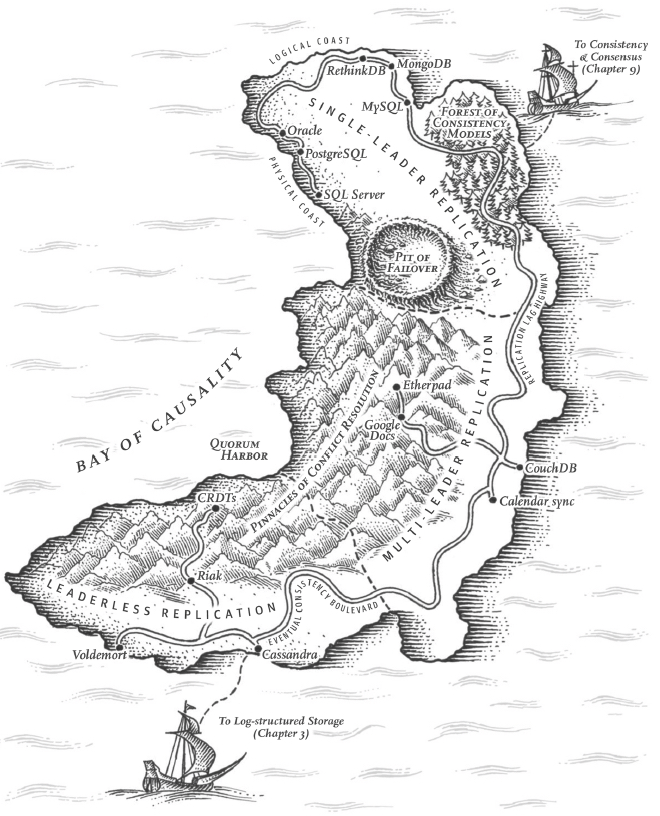 LOGICAL COAST
To Consistency
& Consensus
(Chapter 9)
RethinkDB
MongoDB
MySQL
FOREST OF
CONSISTENCY
MODELS
SINGLE-LEADER REPLICATION
Oracle
PostgreSQL
PHYSICAL COAST
SQL Server
PIT OF
FAILOVER
REPLICATION LAG HIGHWAY
BAY OF CAUSALITY
Etherpad
Google
Docs
MULTI-LEADER REPLICATION
PINNACLES OF CONFLICT RESOLUTION
QUORUM
HARBOR
CouchDB
CRDTs
Calendar sync
Riak
LEADERLESS REPLICATION
EVENTUAL CONSISTENCY BOULEVARD
Voldemort
Cassandra
To Log-structured Storage
(Chapter 3)